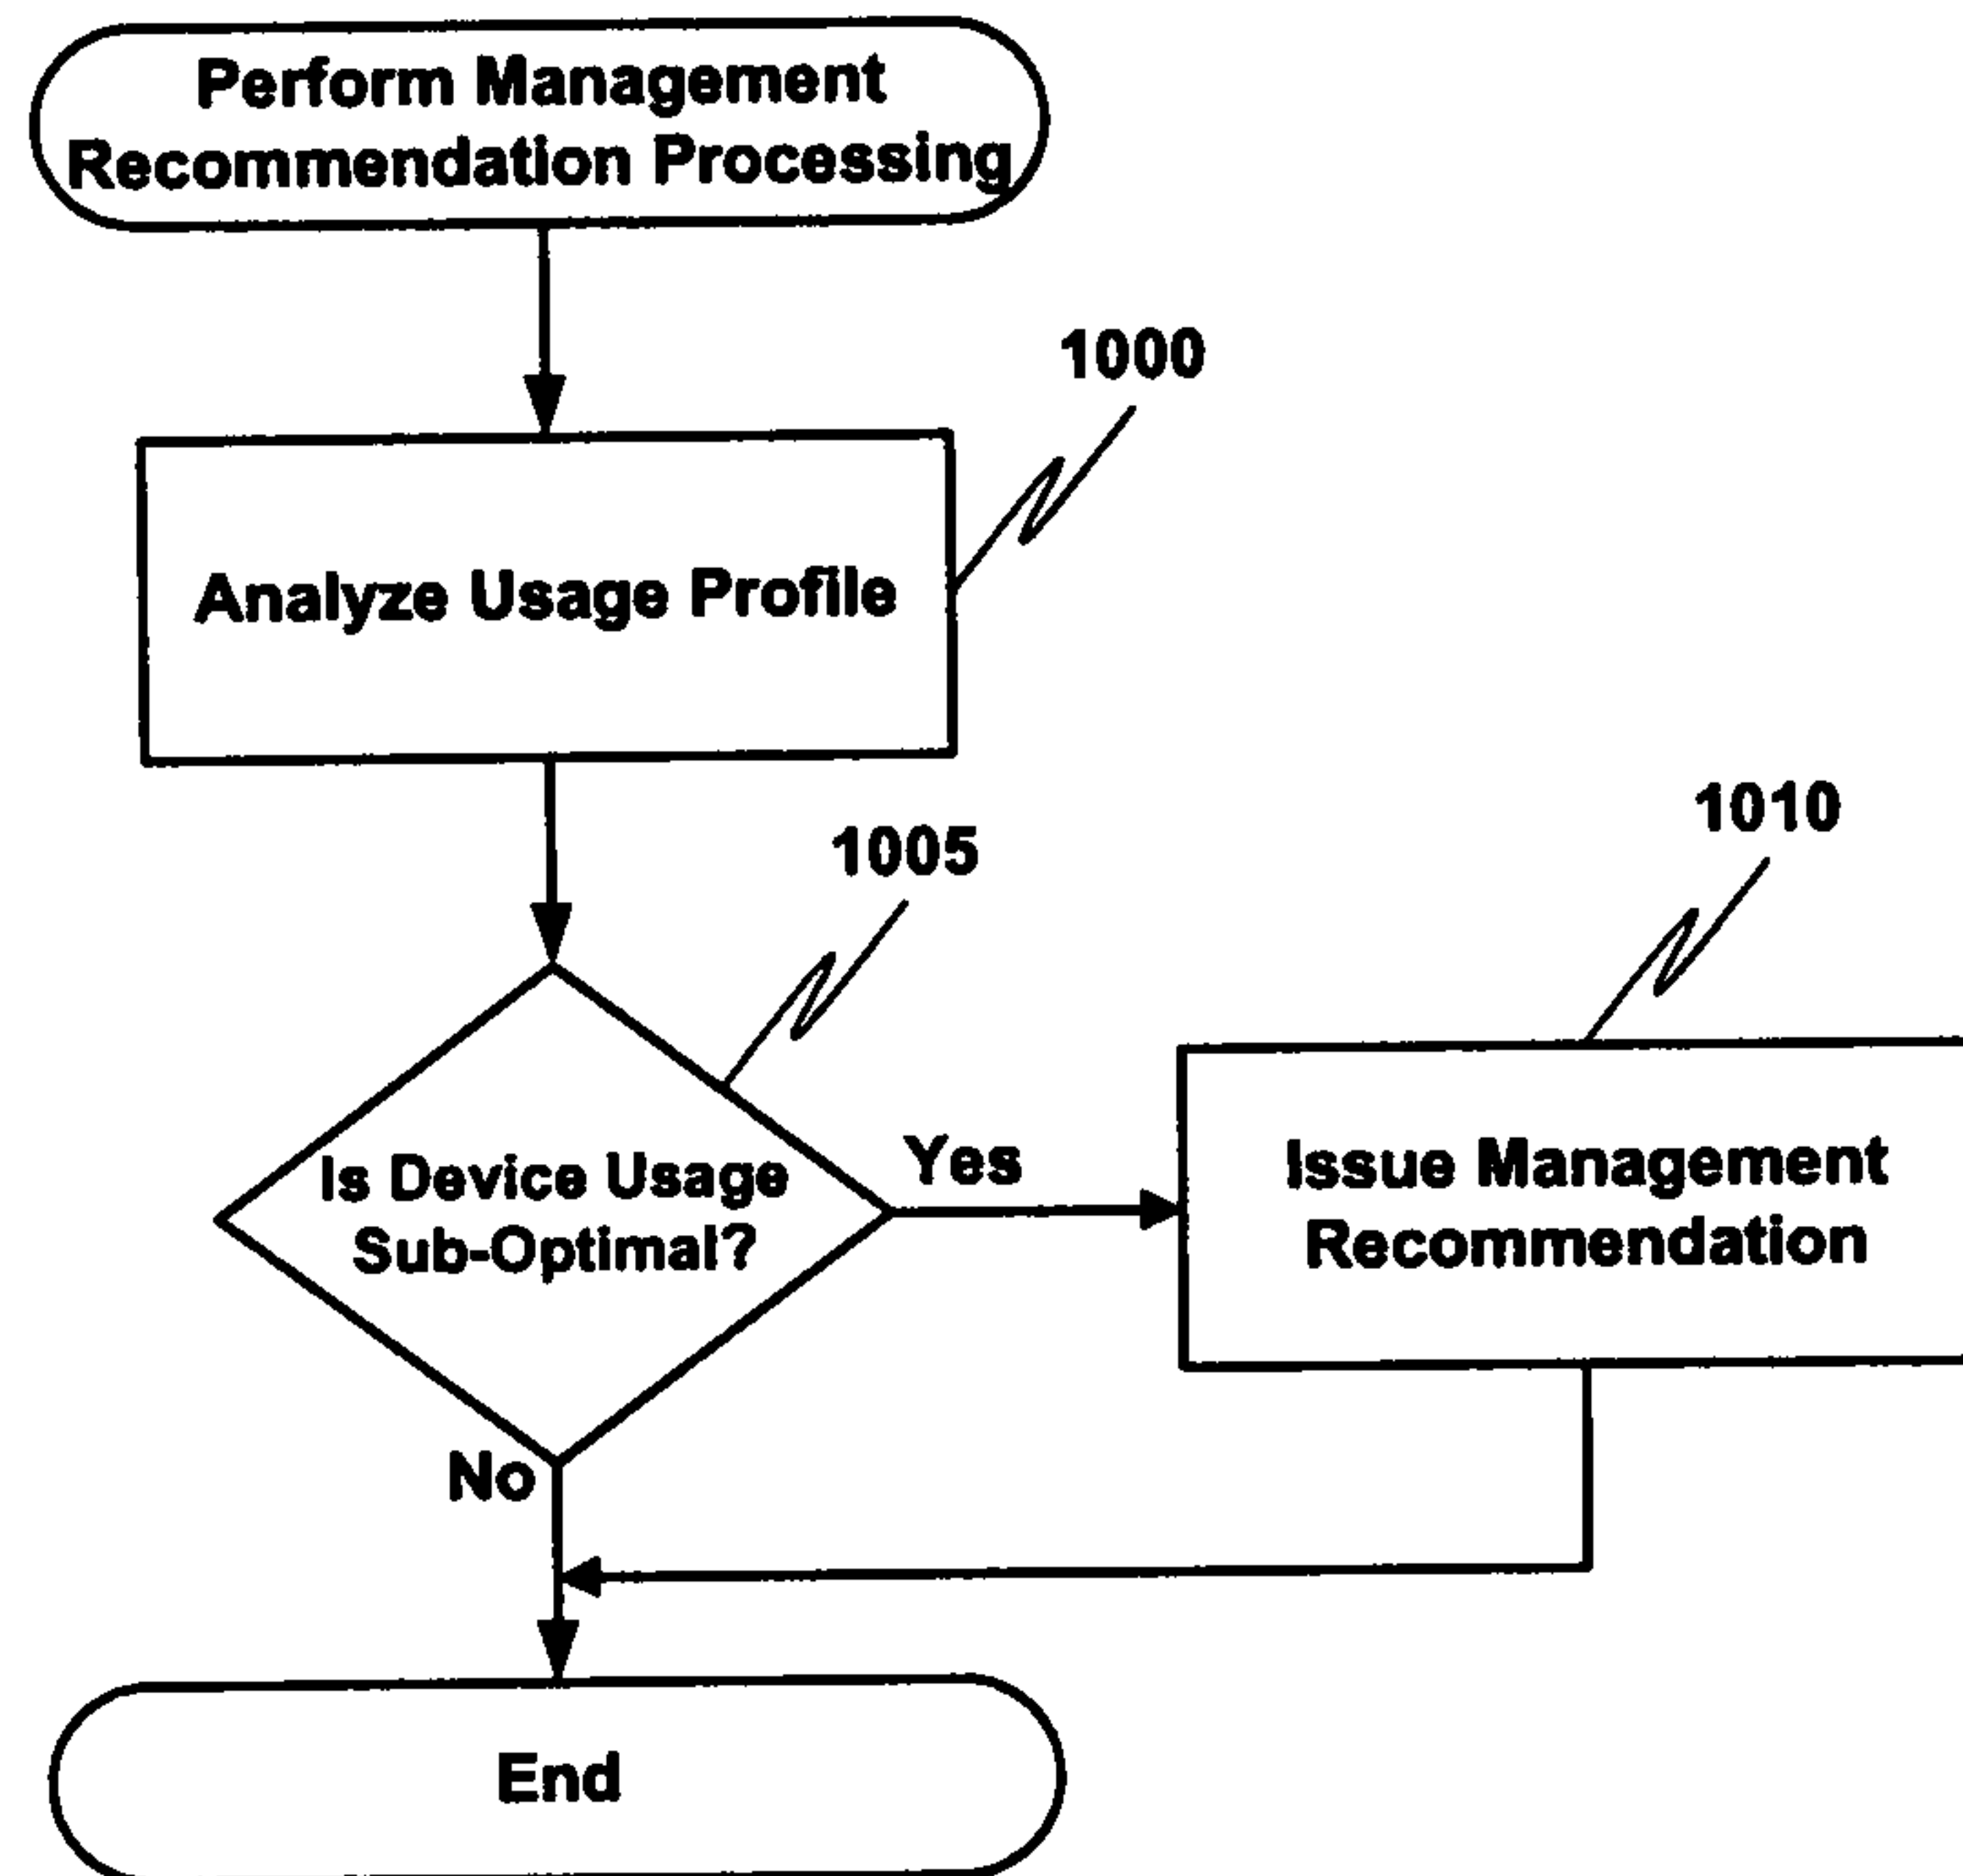 Perform Management
Recommendation Processing
1000
Analyze Usage Profile
1005
1010
Is Device Usage
Sub-Optimal?
Yes
Issue Management
Recommendation
No
End